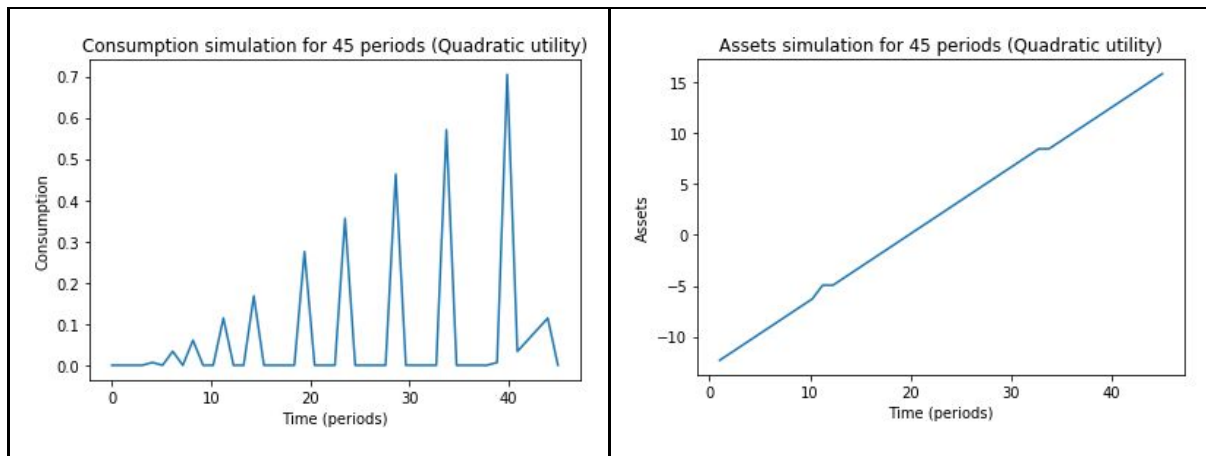 Consumption simulation for 45 periods (Quadratic utility)
0.7
0.6
0.5
0.4
0.3
0.2
0.1
0.0
Consumption
0 10 20 30 40
Time (periods)
Assets simulation for 45 periods (Quadratic utility)
15
10
5
0
−5
−10
Assets
0 10 20 30 40
Time (periods)